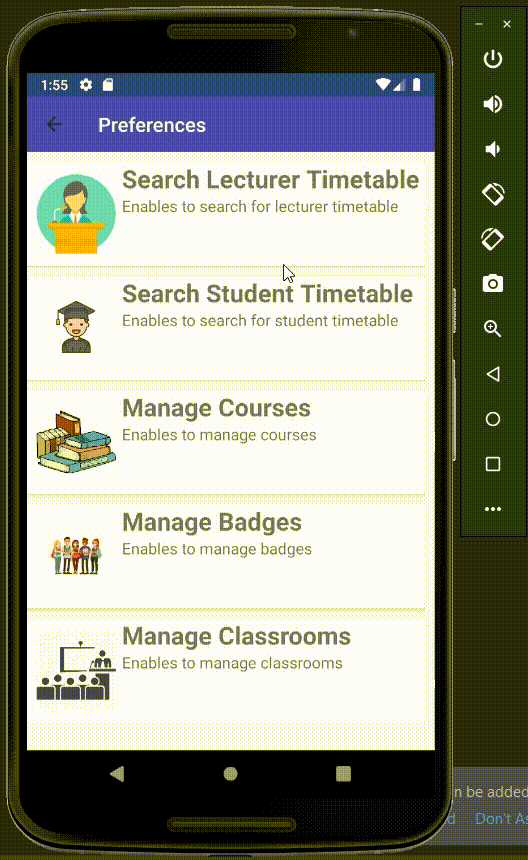 1:55
Preferences
Search Lecturer Timetable
Enables to search for lecturer timetable
Search Student Timetable
Enables to search for student timetable
Manage Courses
Enables to manage courses
Manage Badges
Enables to manage badges
Manage Classrooms
Enables to manage classrooms
n be added
d Don't As